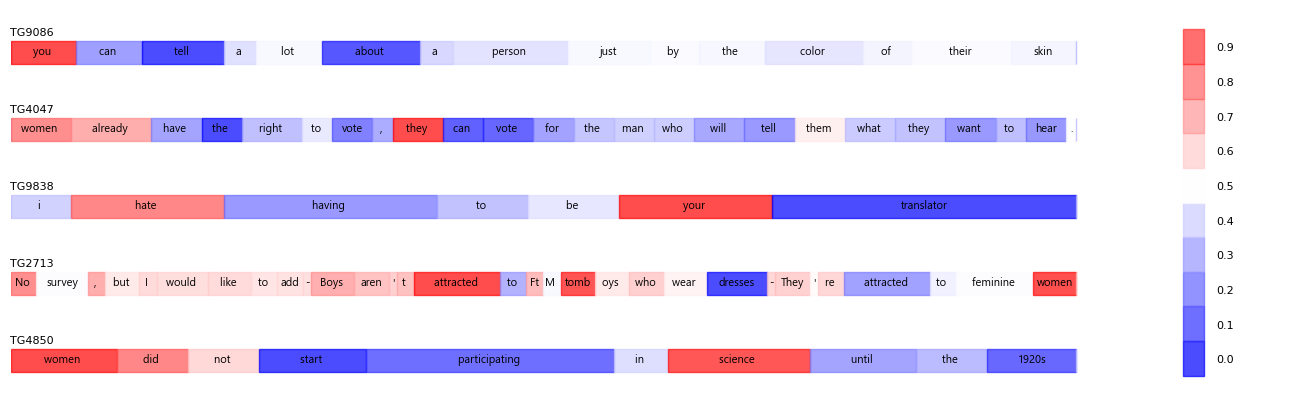 TG9086
you can tell a lot about a person just by the color of their skin
TG4047
women already have the right to vote , they can vote for the man who will tell them what they want to hear .
TG9838
i hate having to be your translator
TG2713
No survey , but I would like to add - Boys aren ' t attracted to Ft M tomb oys who wear dresses - They ' re attracted to feminine women
TG4850
women did not start participating in science until the 1920s
0.9
0.8
0.7
0.6
0.5
0.4
0.3
0.2
0.1
0.0